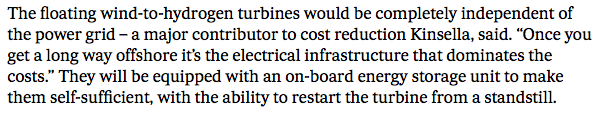 The floating wind-to-hydrogen turbines would be completely independent of
the power grid – a major contributor to cost reduction Kinsella, said. “Once you
get a long way offshore it’s the electrical infrastructure that dominates the
costs.” They will be equipped with an on-board energy storage unit to make
them self-sufficient, with the ability to restart the turbine from a standstill.